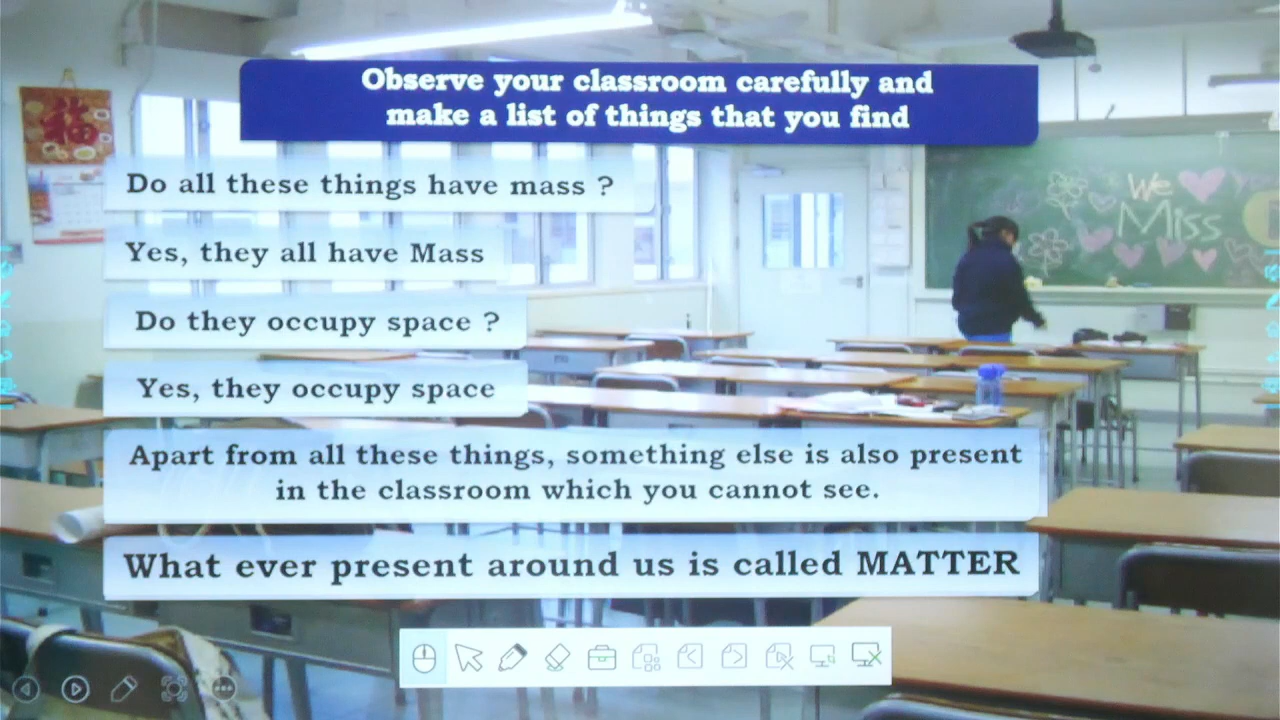 Observe your classroom carefully and
make a list of things that you find
Do all these things have mass ?
Yes, they all have Mass
Do they occupy space ?
Yes, they occupy space
Apart from all these things, something else is also present
in the classroom which you cannot see.
What ever present around us is called MATTER
福
We
Miss